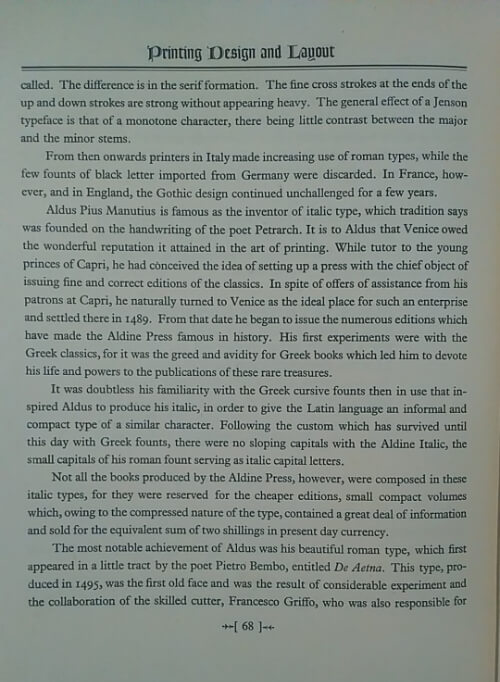 Printing Design and Layout
called. The difference is in the serif formation. The fine cross strokes at the ends of the
up and down strokes are strong without appearing heavy. The general effect of a Jenson
typeface is that of a monotone character, there being little contrast between the major
and the minor stems.
From then onwards printers in Italy made increasing use of roman types, while the
few founts of black letter imported from Germany were discarded. In France, how-
ever, and in England, the Gothic design continued unchallenged for a few years.
Aldus Pius Manutius is famous as the inventor of italic type, which tradition says
was founded on the handwriting of the poet Petrarch. It is to Aldus that Venice owed
the wonderful reputation it attained in the art of printing. While tutor to the young
princes of Capri, he had conceived the idea of setting up a press with the chief object of
issuing fine and correct editions of the classics. In spite of offers of assistance from his
patrons at Capri, he naturally turned to Venice as the ideal place for such an enterprise
and settled there in 1489. From that date he began to issue the numerous editions which
have made the Aldine Press famous in history. His first experiments were with the
Greek classics, for it was the greed and avidity for Greek books which led him to devote
his life and powers to the publications of these rare treasures.
It was doubtless his familiarity with the Greek cursive founts then in use that in-
spired Aldus to produce his italic, in order to give the Latin language an informal and
compact type of a similar character. Following the custom which has survived until
this day with Greek founts, there were no sloping capitals with the Aldine Italic, the
small capitals of his roman fount serving as italic capital letters.
Not all the books produced by the Aldine Press, however, were composed in these
italic types, for they were reserved for the cheaper editions, small compact volumes
which, owing to the compressed nature of the type, contained a great deal of information
and sold for the equivalent sum of two shillings in present day currency.
The most notable achievement of Aldus was his beautiful roman type, which first
appeared in a little tract by the poet Pietro Bembo, entitled De Aetna. This type, pro-
duced in 1495, was the first old face and was the result of considerable experiment and
the collaboration of the skilled cutter, Francesco Griffo, who was also responsible for
[ 68 ]